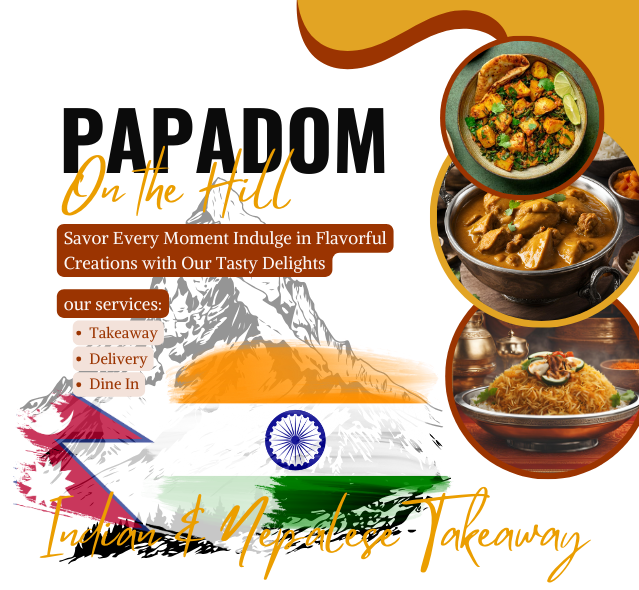 PAPADOM
On the Hill
Savor Every Moment Indulge in Flavorful
Creations with Our Tasty Delights
our services:
• Takeaway
• Delivery
• Dine In
Indian & Nepalese Takeaway